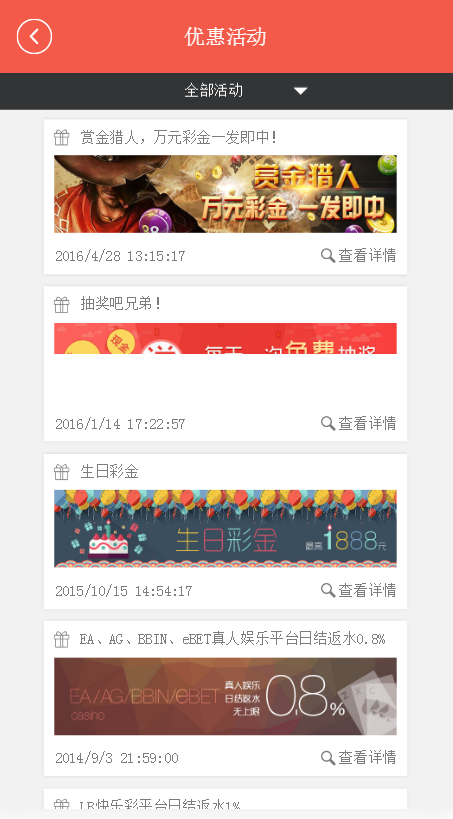 优惠活动
全部活动
赏金猎人，万元彩金一发即中！
赏金猎人
万元彩金 一发即中
2016/4/28 13:15:17 查看详情
抽奖吧兄弟！
现金
每天 次免费抽奖
2016/1/14 17:22:57 查看详情
生日彩金
生日彩金 最高1888元
2015/10/15 14:54:17 查看详情
EA、AG、BBIN、eBET真人娱乐平台日结返水0.8%
EA/AG/BBIN/eBET
casino
真人娱乐
日结返水
无上限
0.8%
2014/9/3 21:59:00 查看详情
LB快乐彩平台日结返水1%